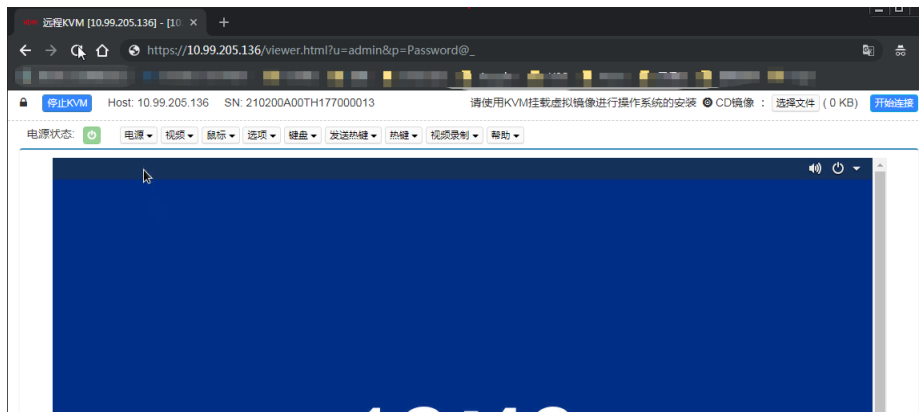 远程KVM [10.99.205.136] - [10
https://10.99.205.136/viewer.html?u=admin&p=Password@_
停止KVM Host: 10.99.205.136 SN: 210200A00TH177000013 请使用KVM挂载虚拟镜像进行操作系统的安装 CD镜像 : 选择文件 ( 0 KB) 开始连接
电源状态: 电源 视频 鼠标 选项 键盘 发送热键 热键 视频录制 帮助